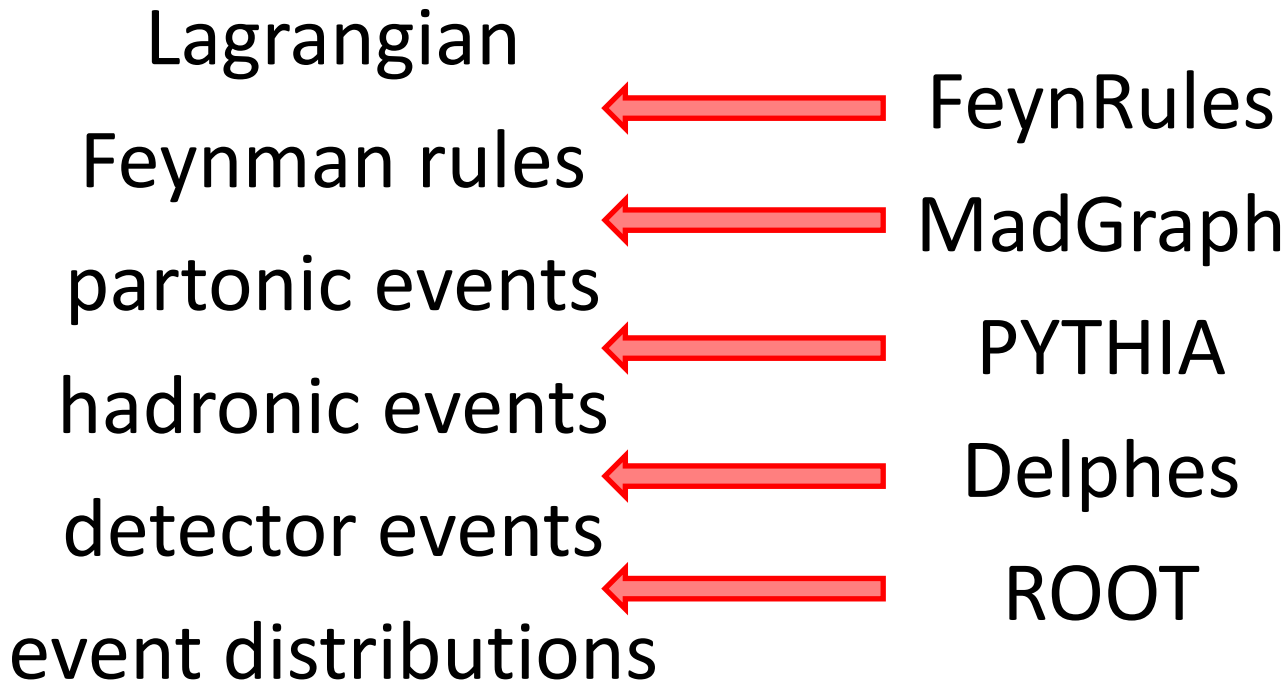 Lagrangian
Feynman rules
partonic events
hadronic events
detector events
event distributions
FeynRules
MadGraph
PYTHIA
Delphes
ROOT